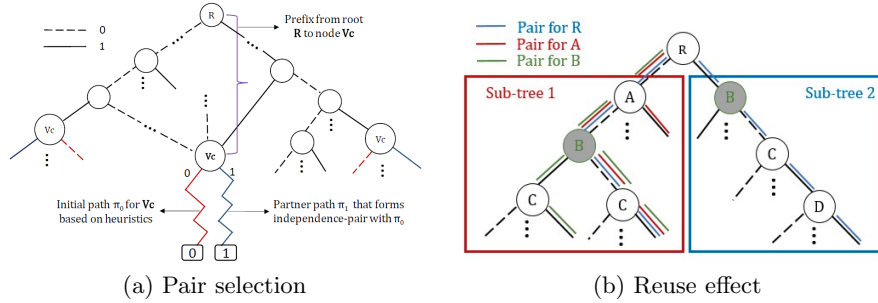 0
1
R
Prefix from root
R to node Vc
Vc
Vc
Vc
0
1
Initial path π₀ for Vc
based on heuristics
Partner path π₁ that forms
independence-pair with π₀
0
1
(a) Pair selection
Pair for R
Pair for A
Pair for B
R
Sub-tree 1
A
B
Sub-tree 2
B
C
C
C
D
(b) Reuse effect